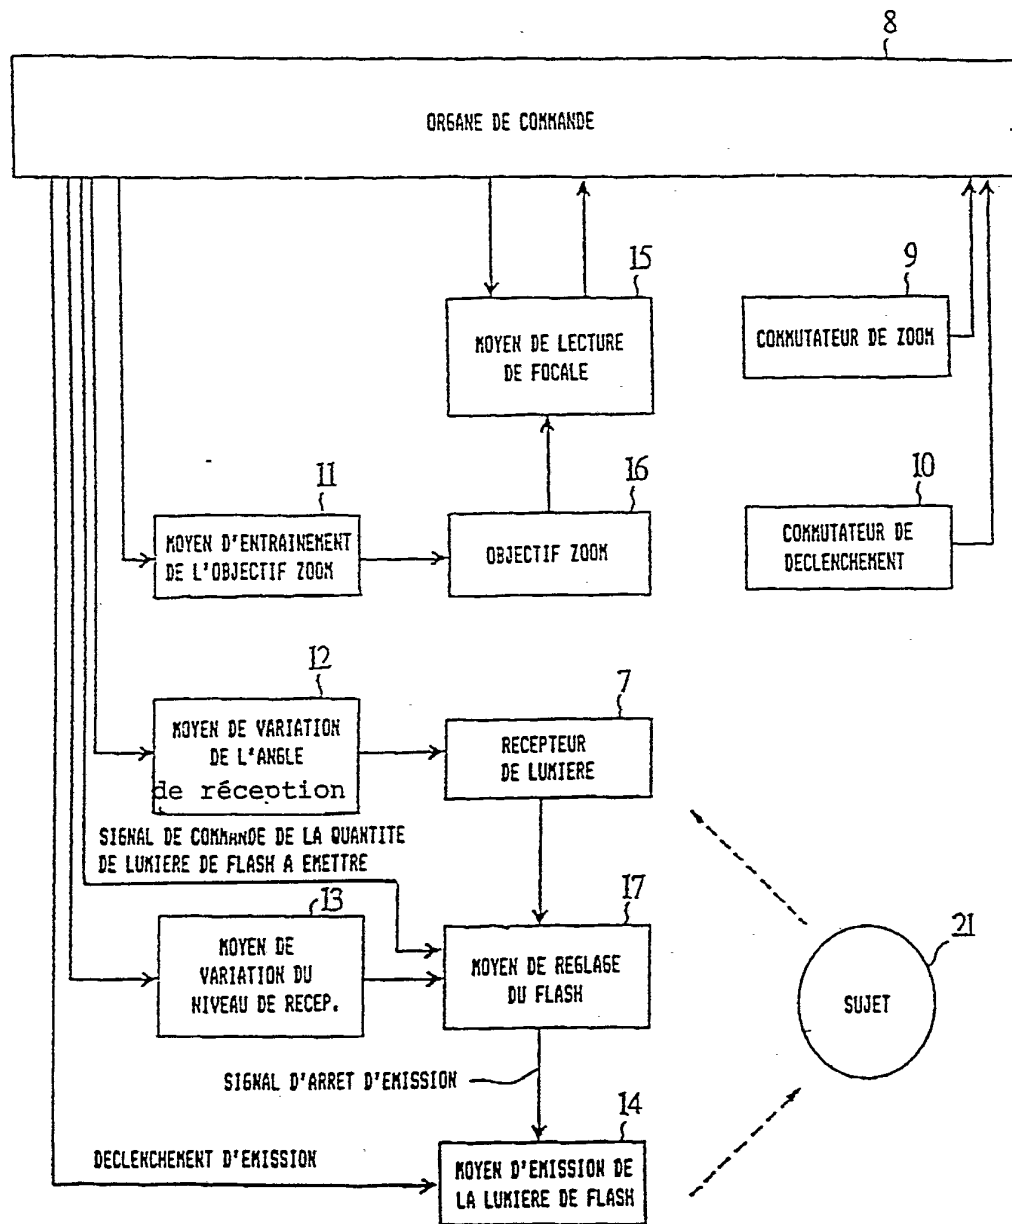 8
ORGANE DE COMMANDE
15
MOYEN DE LECTURE
DE FOCALE
9
COMMUTATEUR DE ZOOM
11
MOYEN D'ENTRAINEMENT
DE L'OBJECTIF ZOOM
16
OBJECTIF ZOOM
10
COMMUTATEUR DE
DECLENCHEMENT
12
MOYEN DE VARIATION
DE L'ANGLE
de réception
7
RECEPTEUR
DE LUMIERE
SIGNAL DE COMMANDE DE LA QUANTITE
DE LUMIERE DE FLASH A EMETTRE
13
MOYEN DE
VARIATION DU
NIVEAU DE RECEP.
17
MOYEN DE REGLAGE
DU FLASH
21
SUJET
SIGNAL D'ARRET D'EMISSION
14
DECLENCHEMENT D'EMISSION
MOYEN D'EMISSION DE
LA LUMIERE DE FLASH